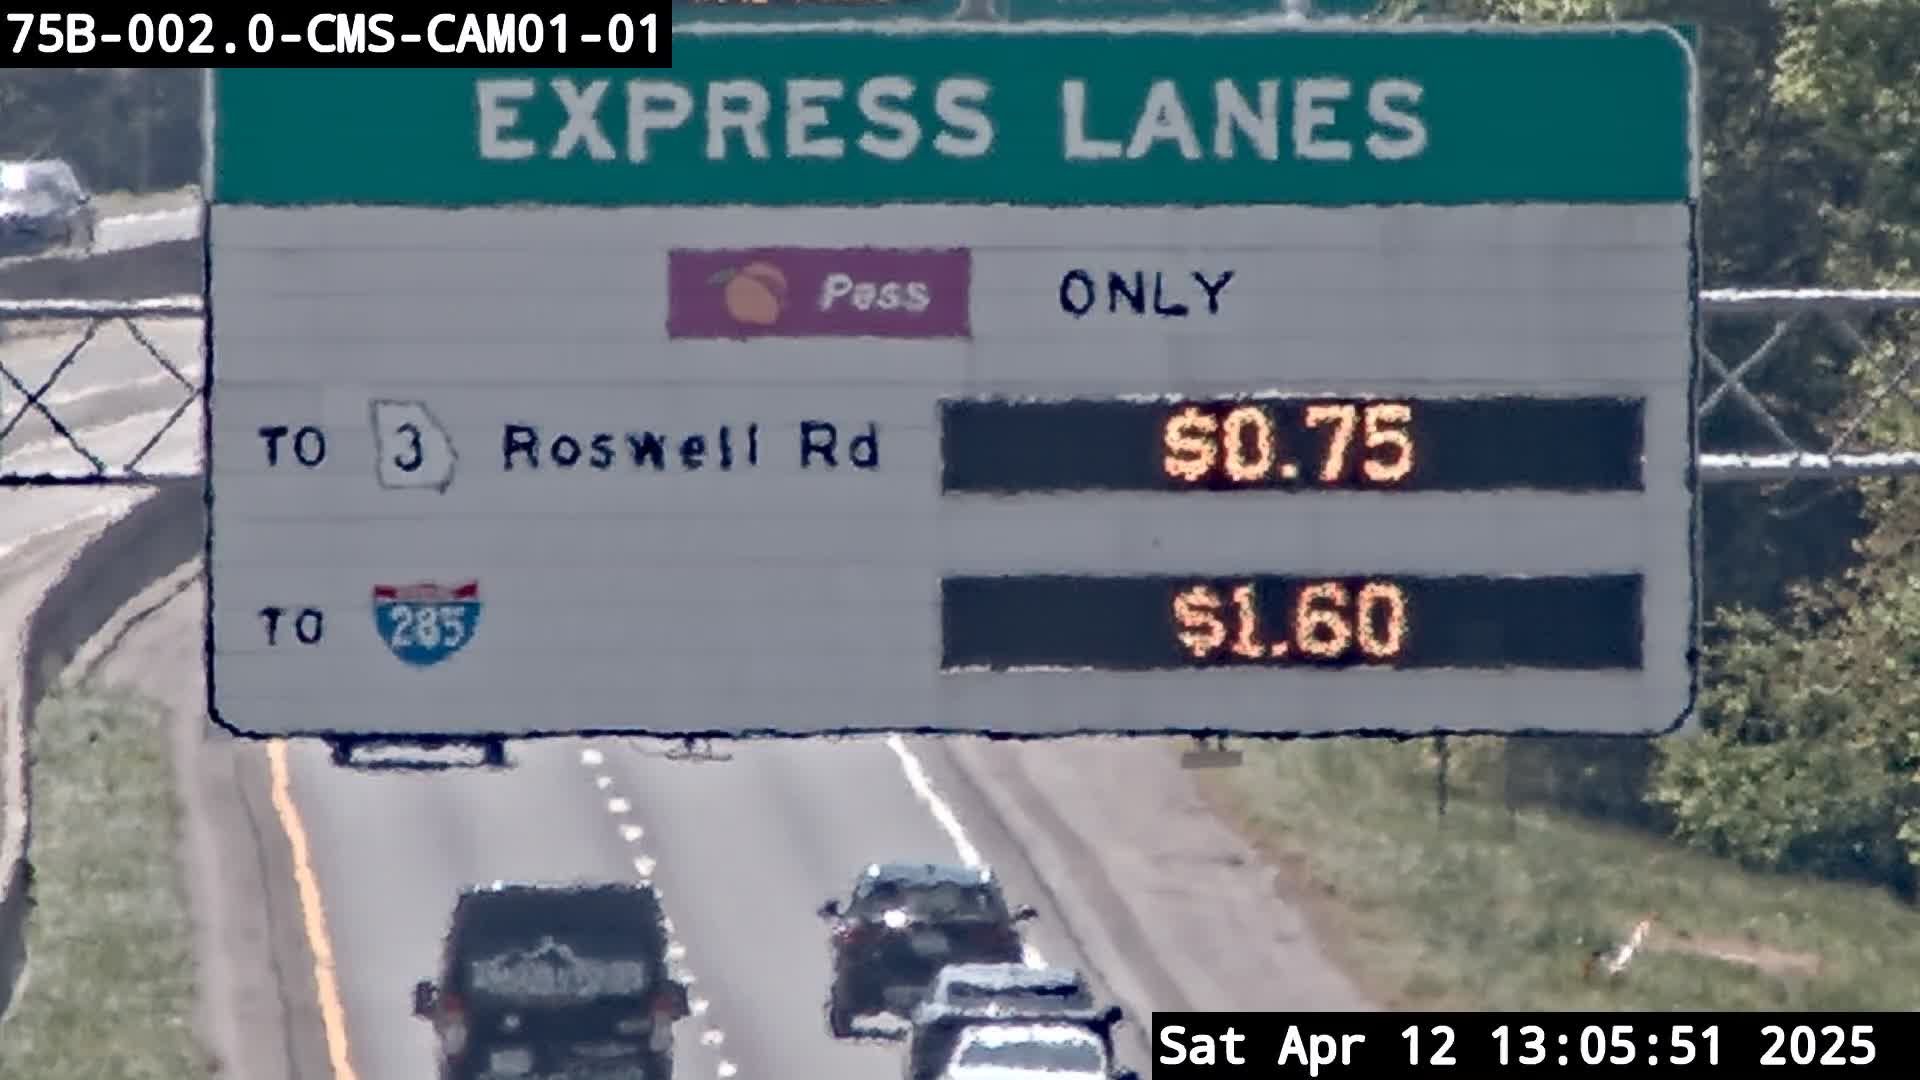 75B-002.0-CMS-CAM01-01
EXPRESS LANES
Pass ONLY
TO 3 Roswell Rd $0.75
TO 285 $1.60
Sat Apr 12 13:05:51 2025